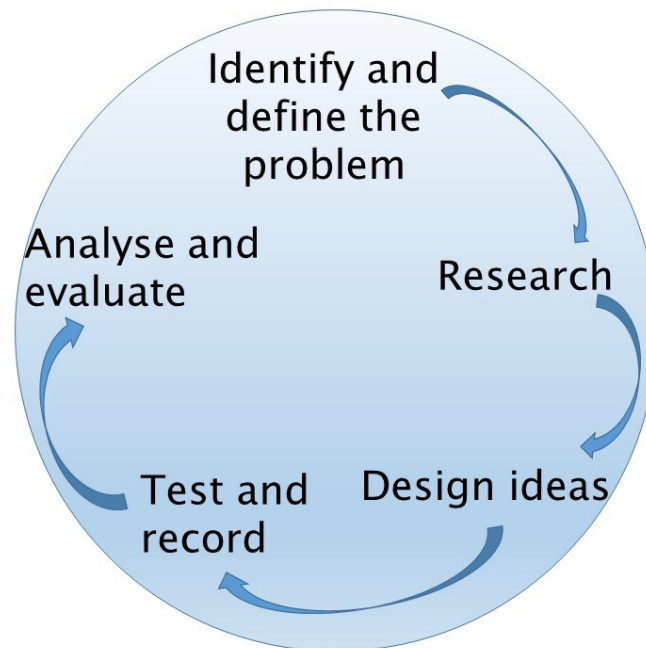 Identify and
define the
problem
Research
Design ideas
Test and
record
Analyse and
evaluate